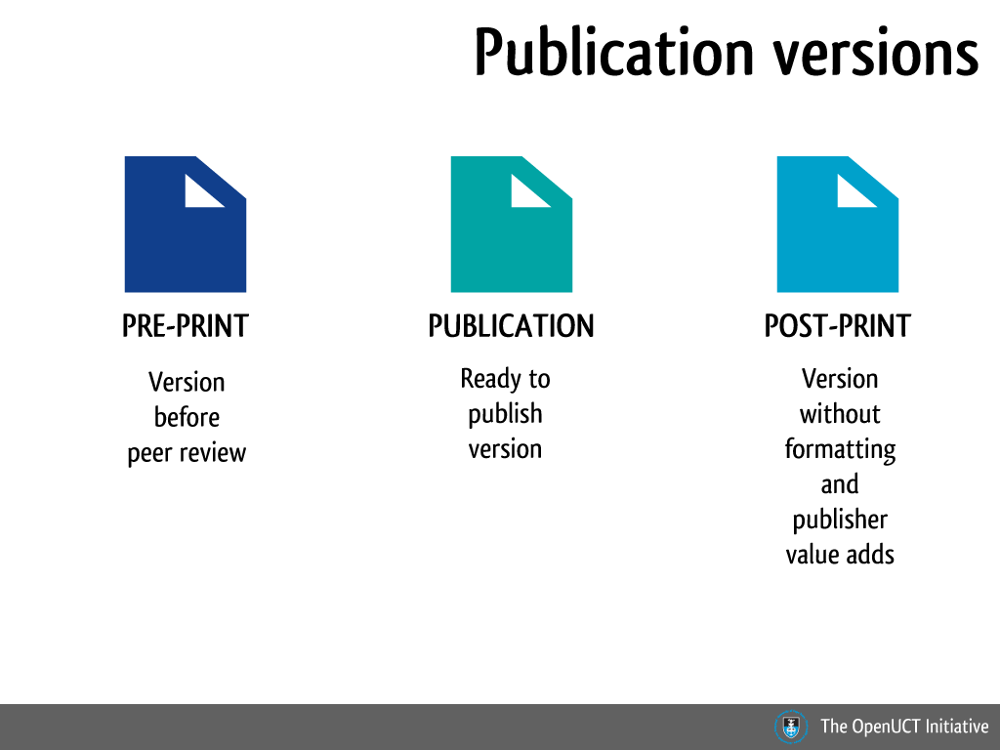 Publication versions
PRE-PRINT
Version
before
peer review
PUBLICATION
Ready to
publish
version
POST-PRINT
Version
without
formatting
and
publisher
value adds
The OpenUCT Initiative